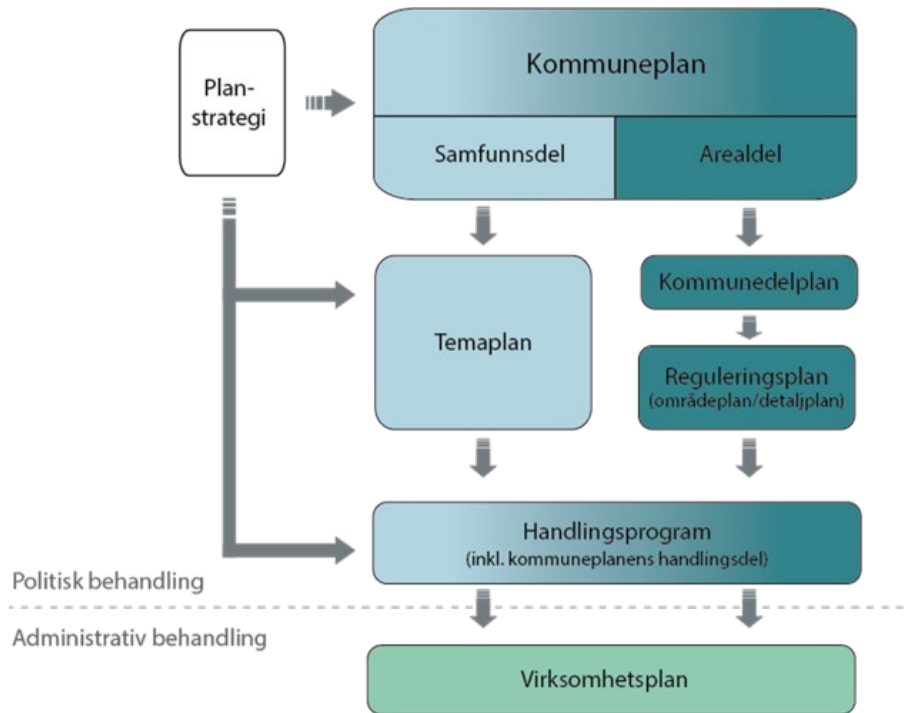 Plan-
strategi
Kommuneplan
Samfunnsdel
Arealdel
Temaplan
Kommunedelplan
Reguleringsplan
(områdeplan/detaljplan)
Handlingsprogram
(inkl. kommuneplanens handlingsdel)
Politisk behandling
Administrativ behandling
Virksomhetsplan